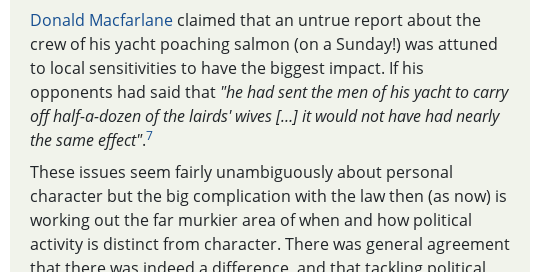 Donald Macfarlane claimed that an untrue report about the
crew of his yacht poaching salmon (on a Sunday!) was attuned
to local sensitivities to have the biggest impact. If his
opponents had said that "he had sent the men of his yacht to carry
off half-a-dozen of the lairds' wives [...] it would not have had nearly
the same effect".7
These issues seem fairly unambiguously about personal
character but the big complication with the law then (as now) is
working out the far murkier area of when and how political
activity is distinct from character. There was general agreement
that there was indeed a difference, and that tackling political